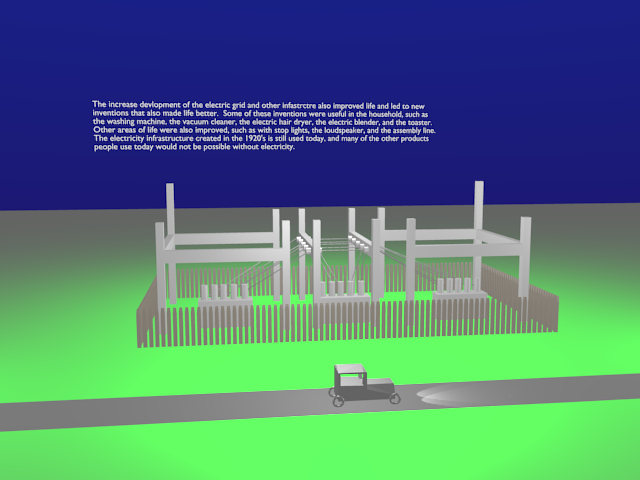 The increase devlopment of the electric grid and other infastrctre also improved life and led to new
inventions that also made life better.  Some of these inventions were useful in the household, such as
the washing machine, the vacuum cleaner, the electric hair dryer, the electric blender, and the toaster.
Other areas of life were also improved, such as with stop lights, the loudspeaker, and the assembly line.
The electricity infrastructure created in the 1920's is still used today, and many of the other products
people use today would not be possible without electricity.